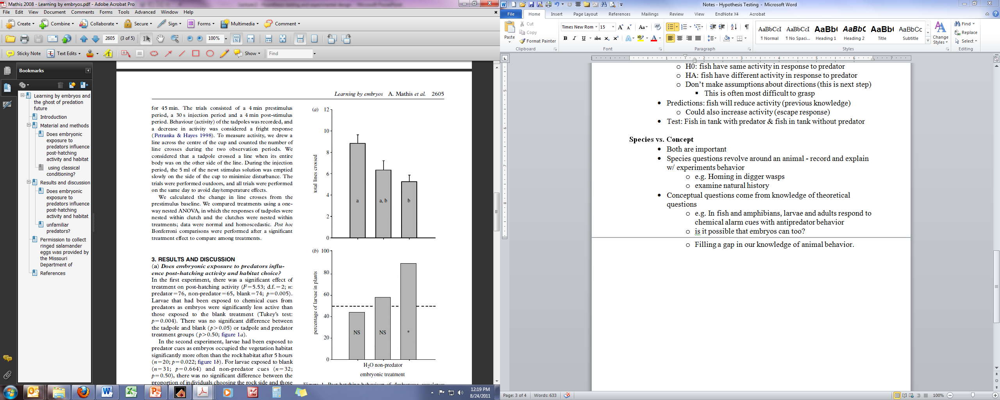 Mathis 2008 - Learning by embryos.pdf - Adobe Acrobat Pro
File Edit View Document Comments Forms Tools Advanced Window Help
Create Combine Collaborate Secure Sign Forms Multimedia Comment
2605 (3 of 5) 100%
Sticky Note Text Edits Show Find
Bookmarks
Learning by embryos and
the ghost of predation
future
Introduction
Material and methods
Does embryonic
exposure to
predators influence
post-hatching
activity and habitat
using classical
conditioning?
Results and discussion
Does embryonic
exposure to
predators influence
post-hatching
activity and habitat
unfamiliar
predators?
Permission to collect
ringed salamander
eggs was provided by
the Missouri
Department of
References
Learning by embryos A. Mathis et al. 2605
for 45 min. The trials consisted of a 4 min prestimulus
period, a 30 s injection period and a 4 min post-stimulus
period. Behaviour (activity) of the tadpoles was recorded, and
a decrease in activity was considered a fright response
(Petranka & Hayes 1998). To measure activity, we drew a
line across the centre of the cup and counted the number of
line crosses during the two observation periods. We
considered that a tadpole crossed a line when its entire
body was on the other side of the line. During the injection
period, the 5 ml of the newt stimulus solution was emptied
slowly on the side of the cup to minimize disturbance. The
trials were performed outdoors, and all trials were performed
on the same day to avoid day/temperature effects.
We calculated the change in line crosses from the
prestimulus baseline. We compared treatments using a one-
way nested ANOVA, in which the responses of tadpoles were
nested within clutch and the clutches were nested within
treatments; data were normal and homoscedastic. Post hoc
Bonferroni comparisons were performed after a significant
treatment effect to compare among treatments.
3. RESULTS AND DISCUSSION
(a) Does embryonic exposure to predators influ-
ence post-hatching activity and habitat choice?
In the first experiment, there was a significant effect of
treatment on post-hatching activity (F=5.53; d.f.=2; n:
predator=76, non-predator=65, blank=74; p=0.005).
Larvae that had been exposed to chemical cues from
predators as embryos were significantly less active than
those exposed to the blank treatment (Tukey's test:
p=0.004). There was no significant difference between
the tadpole and blank (p>0.05) or tadpole and predator
treatment groups (p>0.50; figure 1a).
In the second experiment, larvae had been exposed to
predator cues as embryos occupied the vegetation habitat
significantly more often than the rock habitat after 5 hours
(n=20; p=0.022; figure 1b). For larvae exposed to blank
(n=31; p=0.664) and non-predator cues (n=32;
p=0.50), there was no significant difference between the
proportion of individuals choosing the rock side and those
(a) 12
10
8
6
4
2
0
total lines crossed
a a, b b
(b) 100
80
60
40
20
0
percentage of larvae in plants
NS NS *
H2O non-predator
embryonic treatment
Figure 1. Post-hatching behaviour of Ambystoma annulatum
12:19 PM
8/24/2011
Notes - Hypothesis Testing - Microsoft Word
File Home Insert Page Layout References Mailings Review View EndNote X4 Acrobat
Paste
Cut
Copy
Format Painter
Clipboard
Times New Rom 15
Font
Paragraph
AaBbCcI AaBbCcI AaBb( AaBbC AaBb( AaBbCc
¶ Normal ¶ No Spaci... Heading 1 Heading 2 Title Subtitle
Change
Styles
Styles
Find
Replace
Select
Editing
1 1 2 3 4 5 6 7
H0: fish have same activity in response to predator
HA: fish have different activity in response to predator
Don't make assumptions about directions (this is next step)
This is often most difficult to grasp
Predictions: fish will reduce activity (previous knowledge)
Could also increase activity (escape response)
Test: Fish in tank with predator & fish in tank without predator
Species vs. Concept
Both are important
Species questions revolve around an animal - record and explain
w/ experiments behavior
e.g. Homing in digger wasps
examine natural history
Conceptual questions come from knowledge of theoretical
questions
e.g. In fish and amphibians, larvae and adults respond to
chemical alarm cues with antipredator behavior
is it possible that embryos can too?
Filling a gap in our knowledge of animal behavior.
Page: 3 of 4 Words: 633 100%